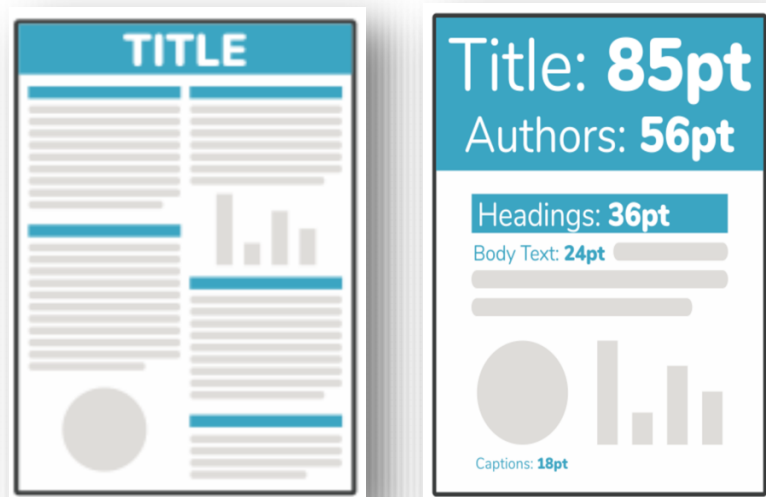 TITLE
Title: 85pt
Authors: 56pt
Headings: 36pt
Body Text: 24pt
Captions: 18pt